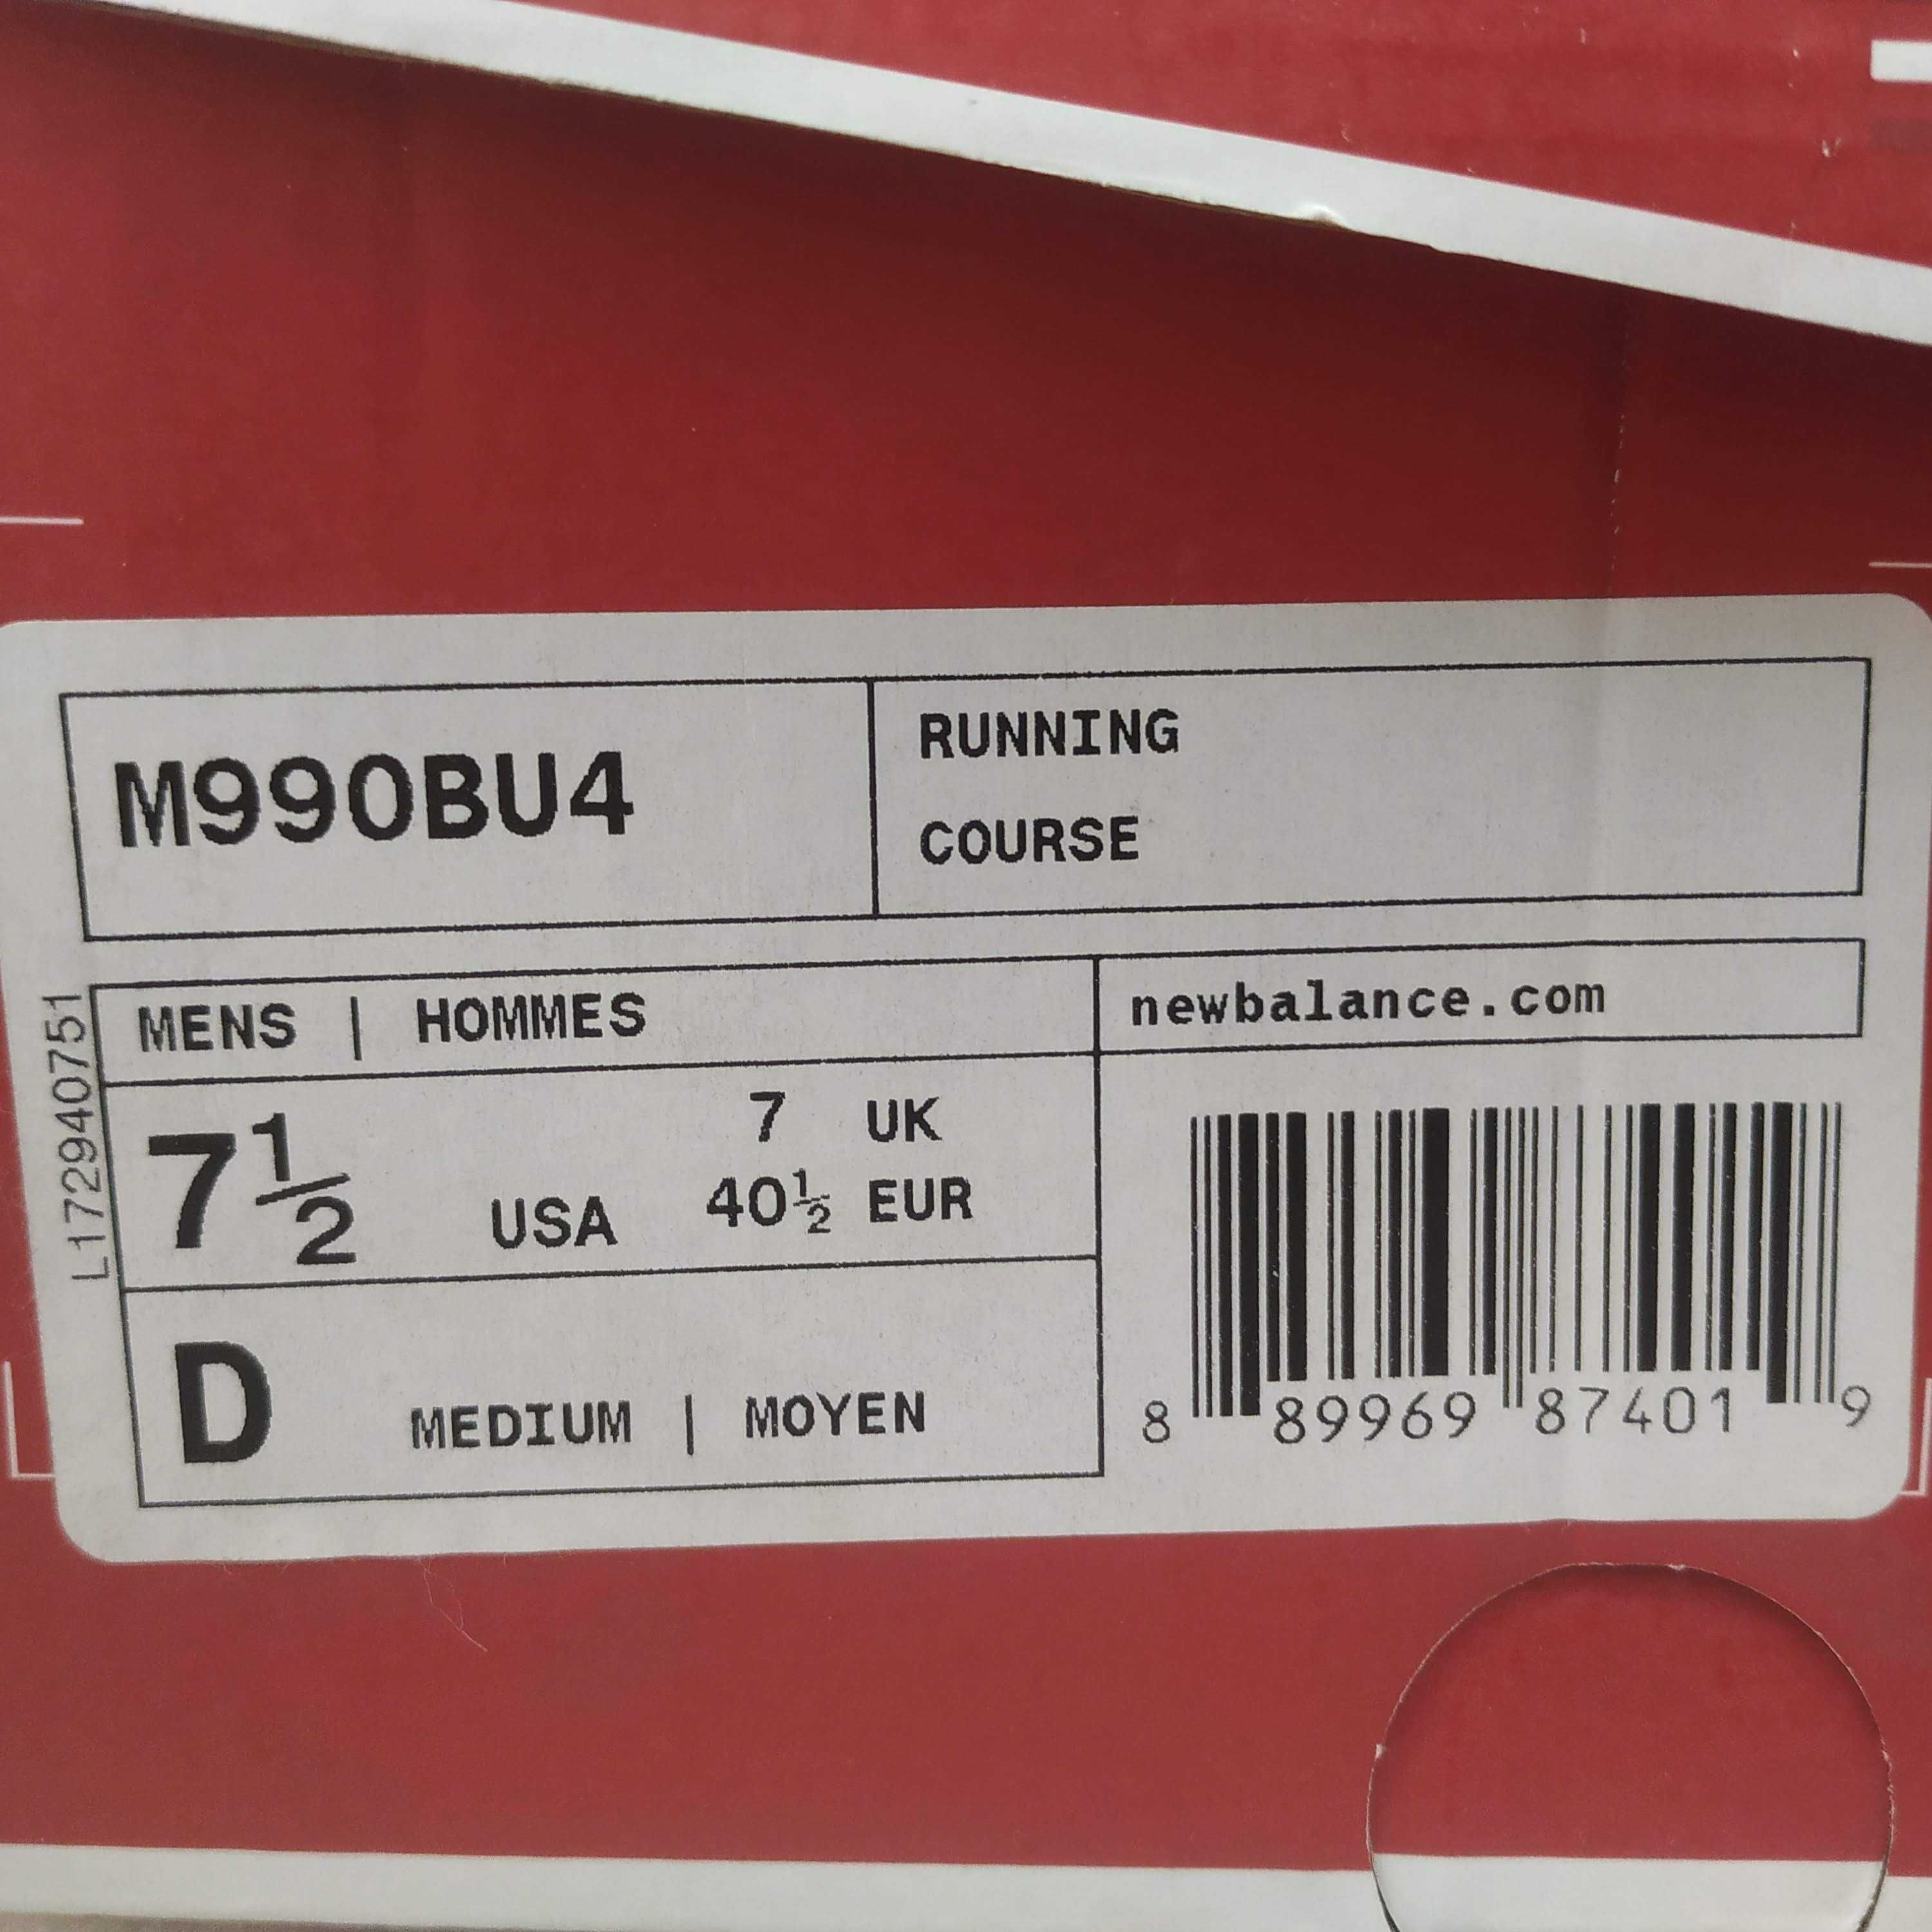 M990BU4
RUNNING
COURSE
MENS | HOMMES
newbalance.com
7½ USA
7 UK
40½ EUR
D MEDIUM | MOYEN
8 89969 87401 9
L172940751